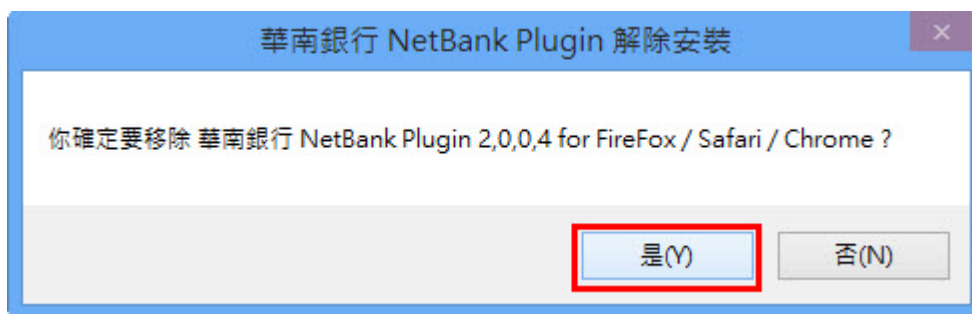 華南銀行 NetBank Plugin 解除安裝
你確定要移除 華南銀行 NetBank Plugin 2,0,0,4 for FireFox / Safari / Chrome ?
是(Y)
否(N)